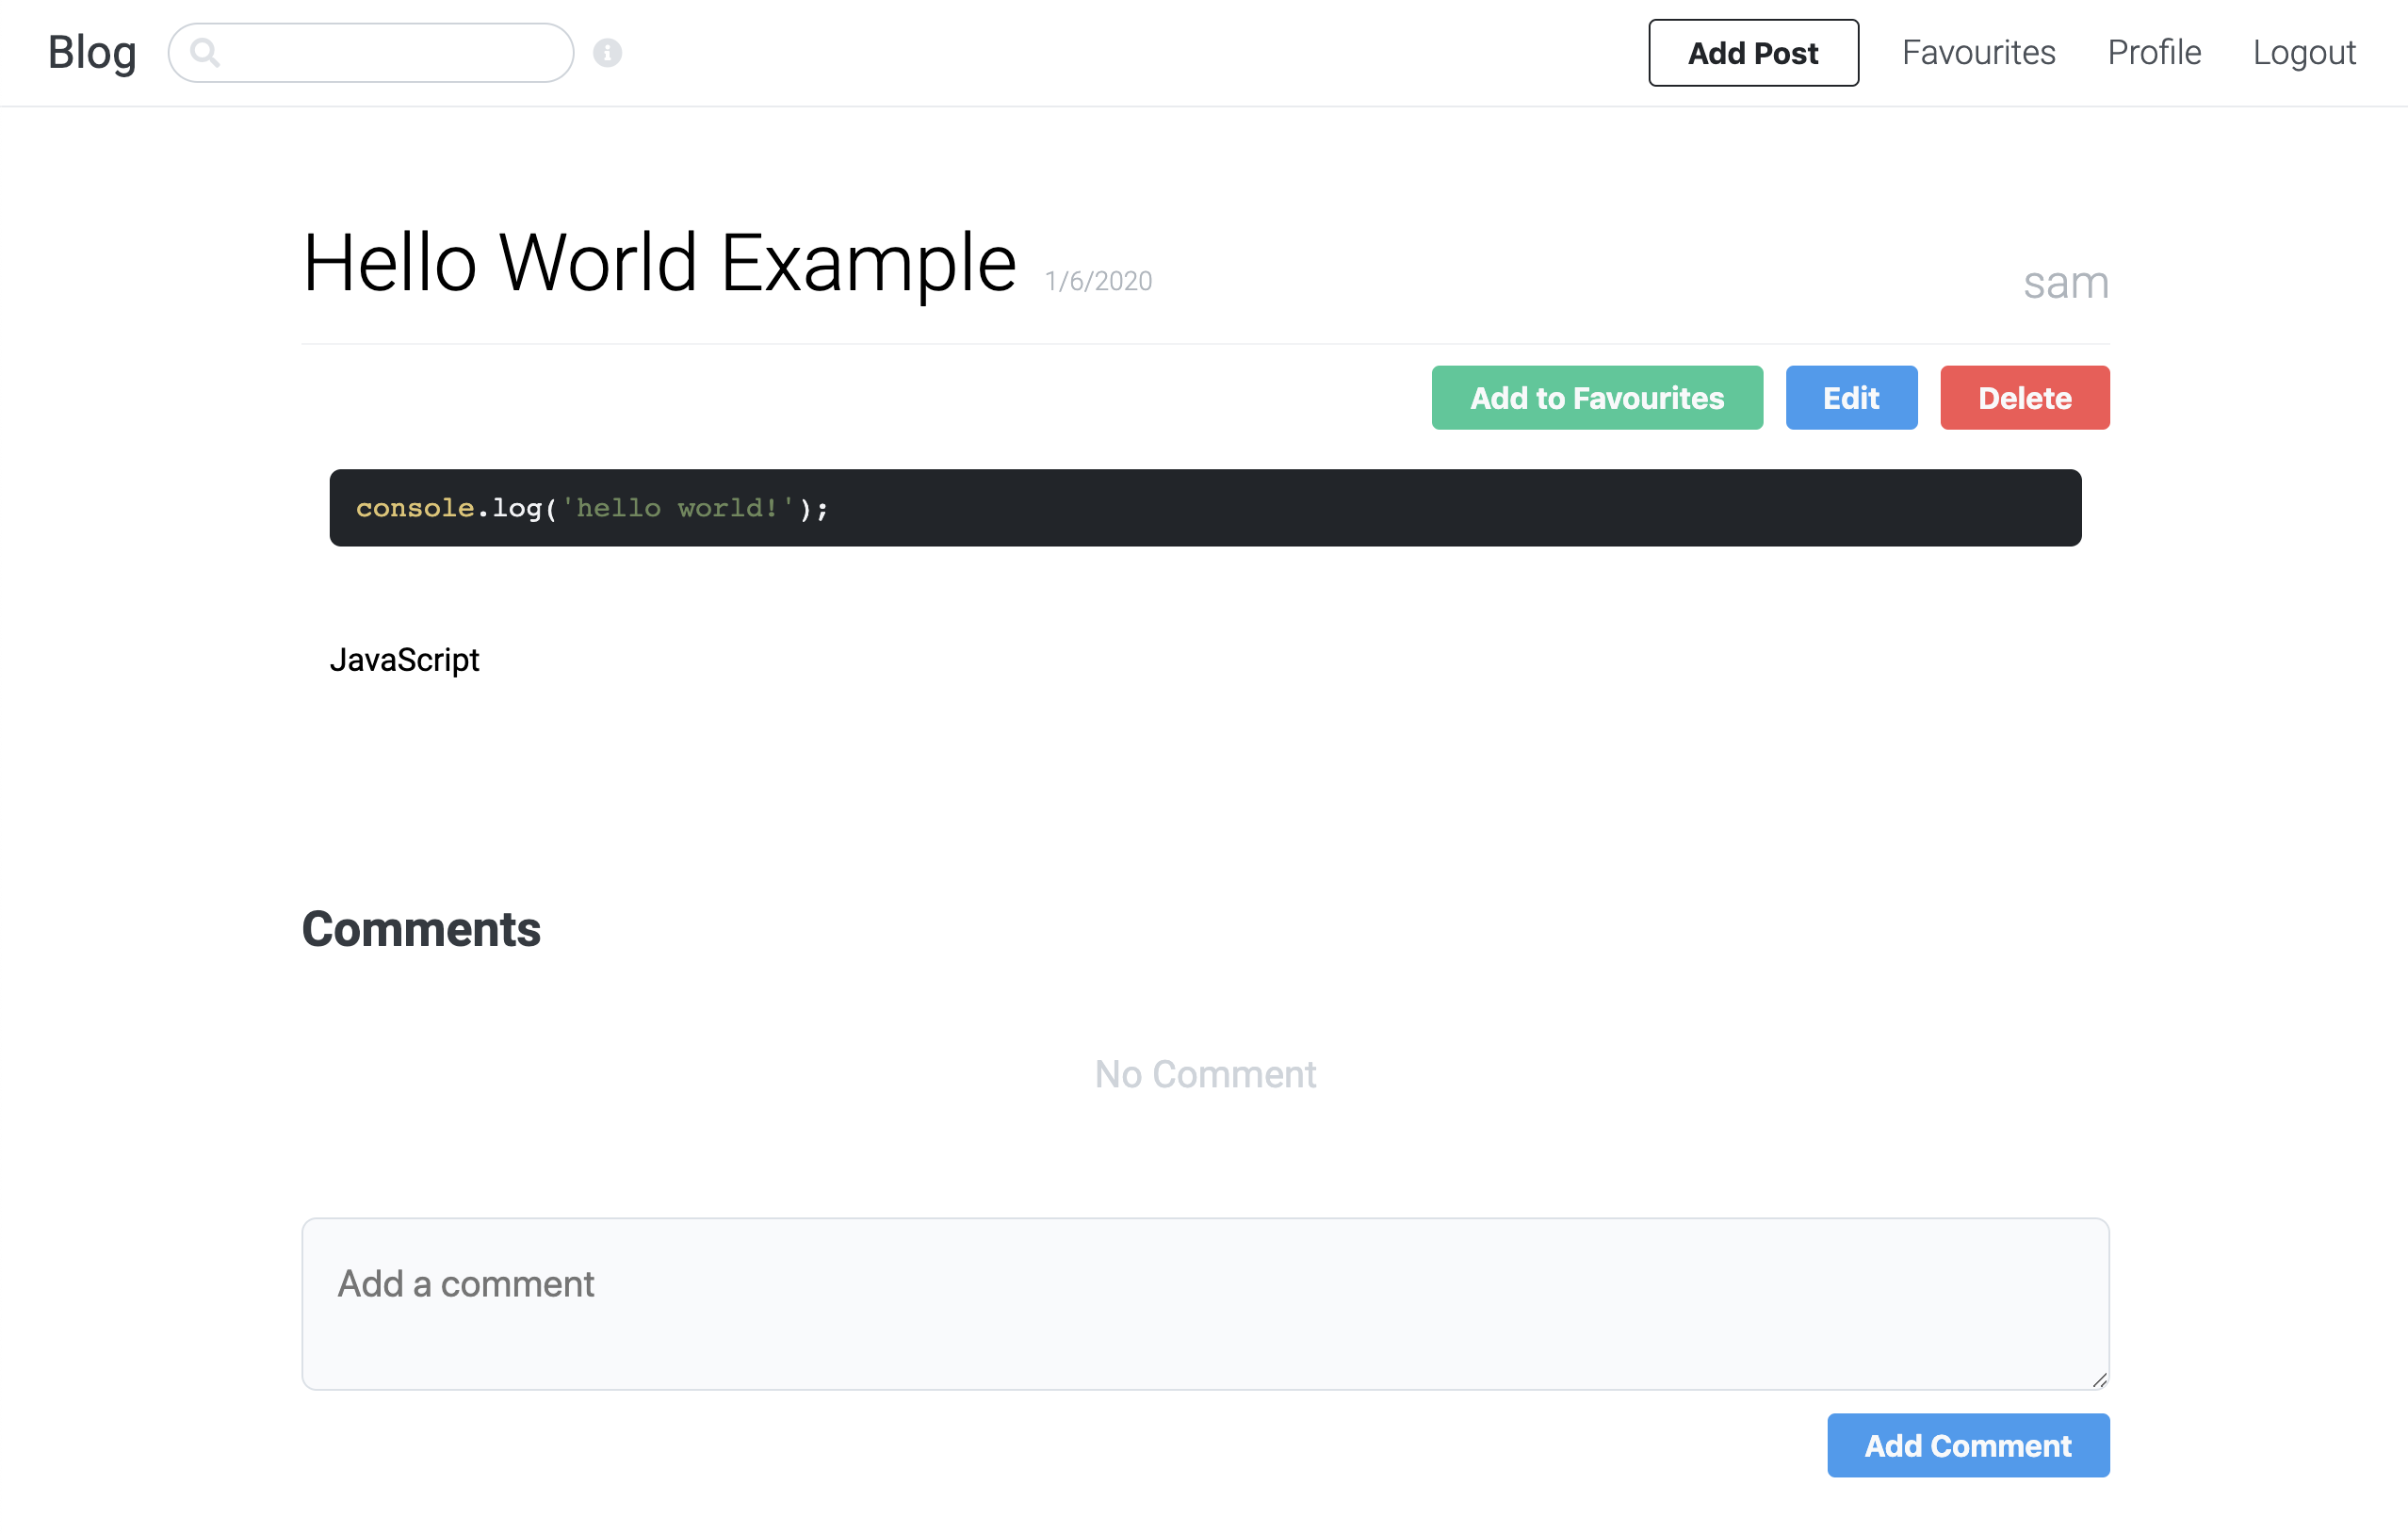 Blog
Add Post Favourites Profile Logout
Hello World Example 1/6/2020 sam
Add to Favourites Edit Delete
console.log('hello world!');
JavaScript
Comments
No Comment
Add a comment
Add Comment